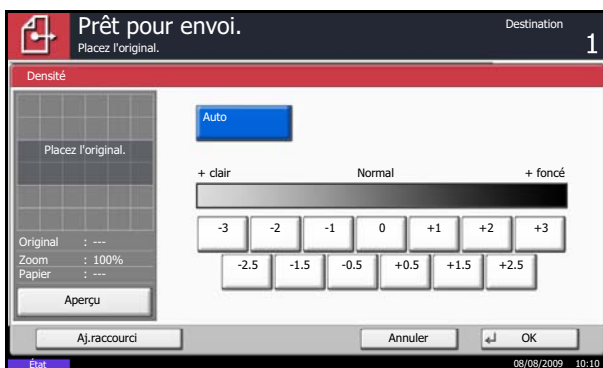 Prêt pour envoi.
Placez l'original.
Destination
1
Densité
Placez l'original.
Original : ---
Zoom : 100%
Papier : ---
Aperçu
Auto
+ clair Normal + foncé
-3 -2 -1 0 +1 +2 +3
-2.5 -1.5 -0.5 +0.5 +1.5 +2.5
Aj.raccourci Annuler OK
État 08/08/2009 10:10